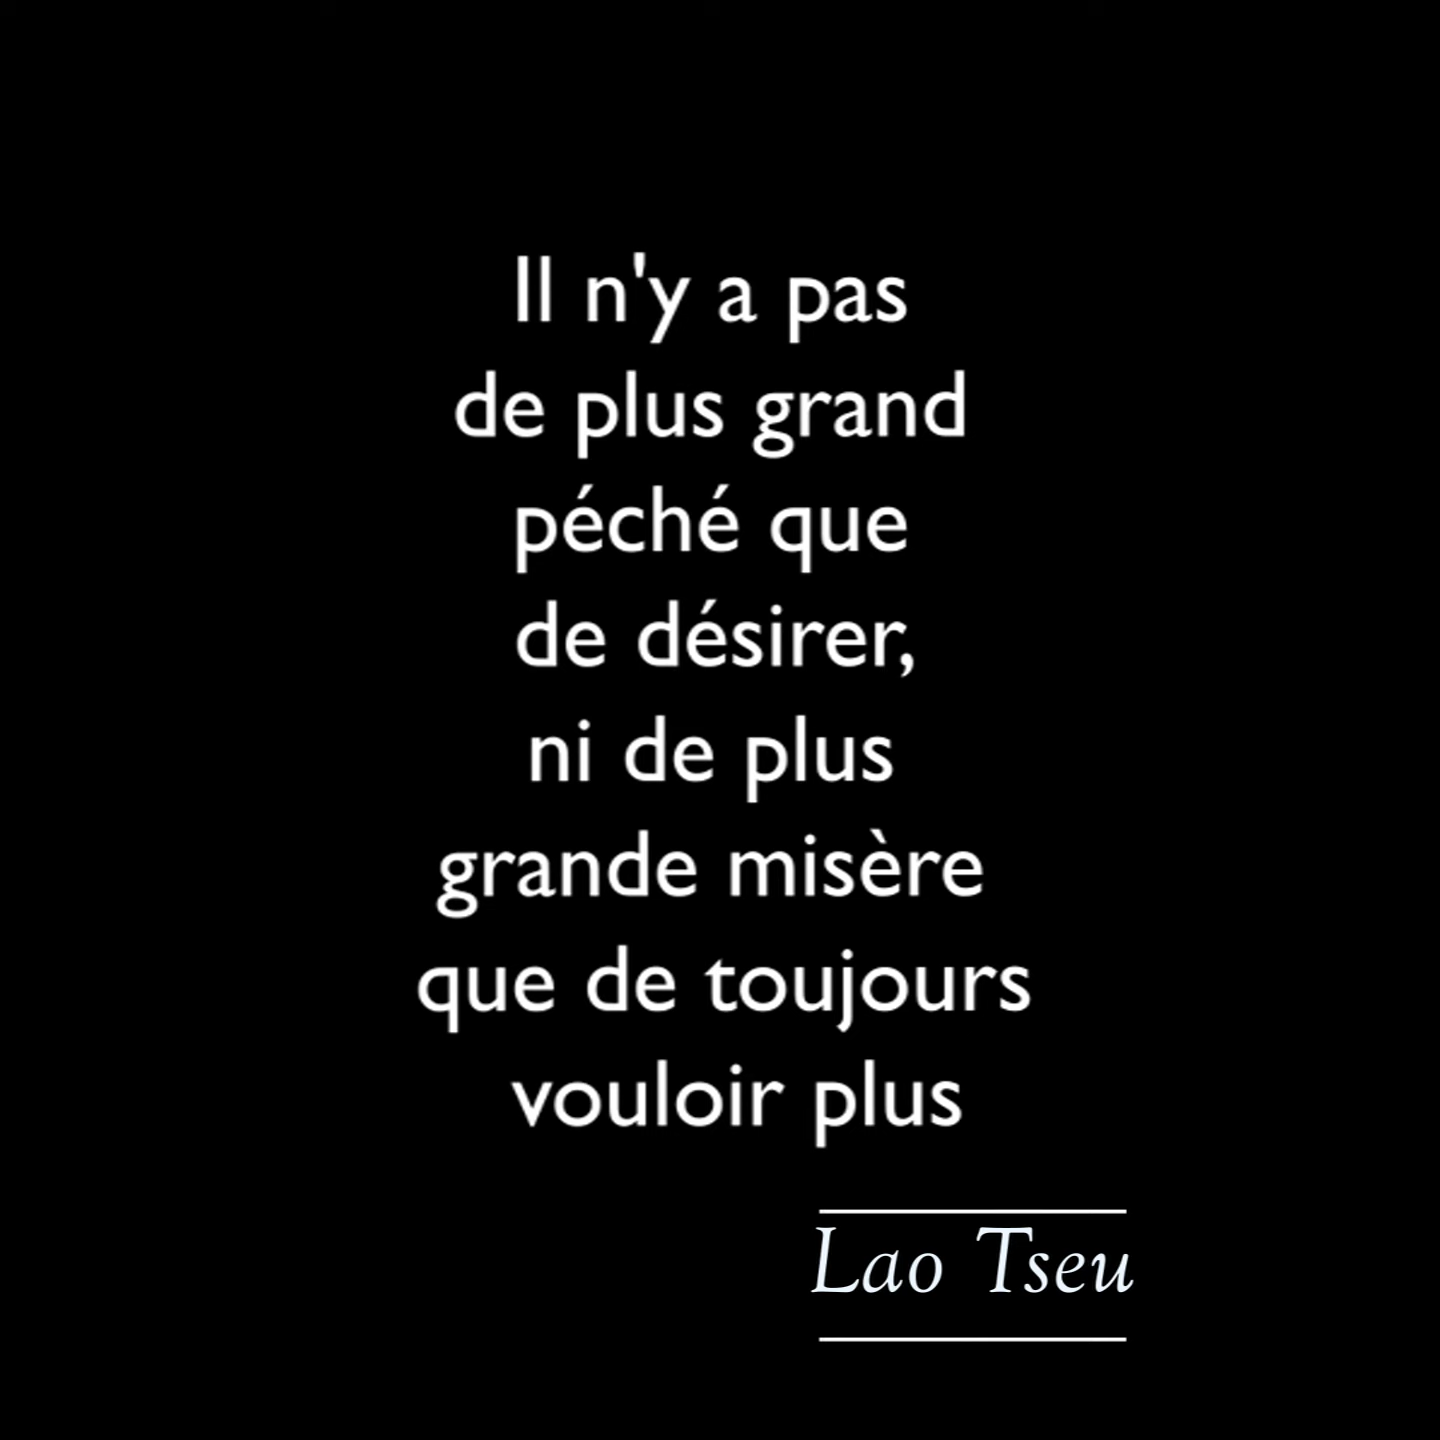 Il n'y a pas
de plus grand
péché que
de désirer,
ni de plus
grande misère
que de toujours
vouloir plus
Lao Tseu